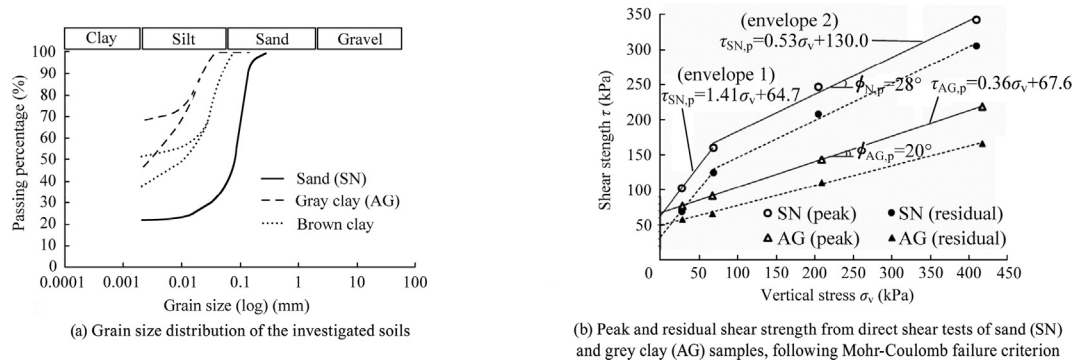 (a)
Clay Silt Sand Gravel
100
90
80
70
60
50
40
30
20
10
0
Passing percentage (%)
Sand (SN)
Gray clay (AG)
Brown clay
0.0001 0.001 0.01 0.1 1 10 100
Grain size (log) (mm)
(a) Grain size distribution of the investigated soils
(b)
350
300
250
200
150
100
50
0 50 100 150 200 250 300 350 400 450
Shear stength τ (kPa)
(envelope 2)
τSN,p=0.53σv+130.0
(envelope 1)
τSN,p=1.41σv+64.7
ϕN,p=28°
τAG,p=0.36σv+67.6
ϕAG,p=20°
SN (peak) SN (residual)
AG (peak) AG (residual)
Vertical stress σv (kPa)
(b) Peak and residual shear strength from direct shear tests of sand (SN)
and grey clay (AG) samples, following Mohr-Coulomb failure criterion